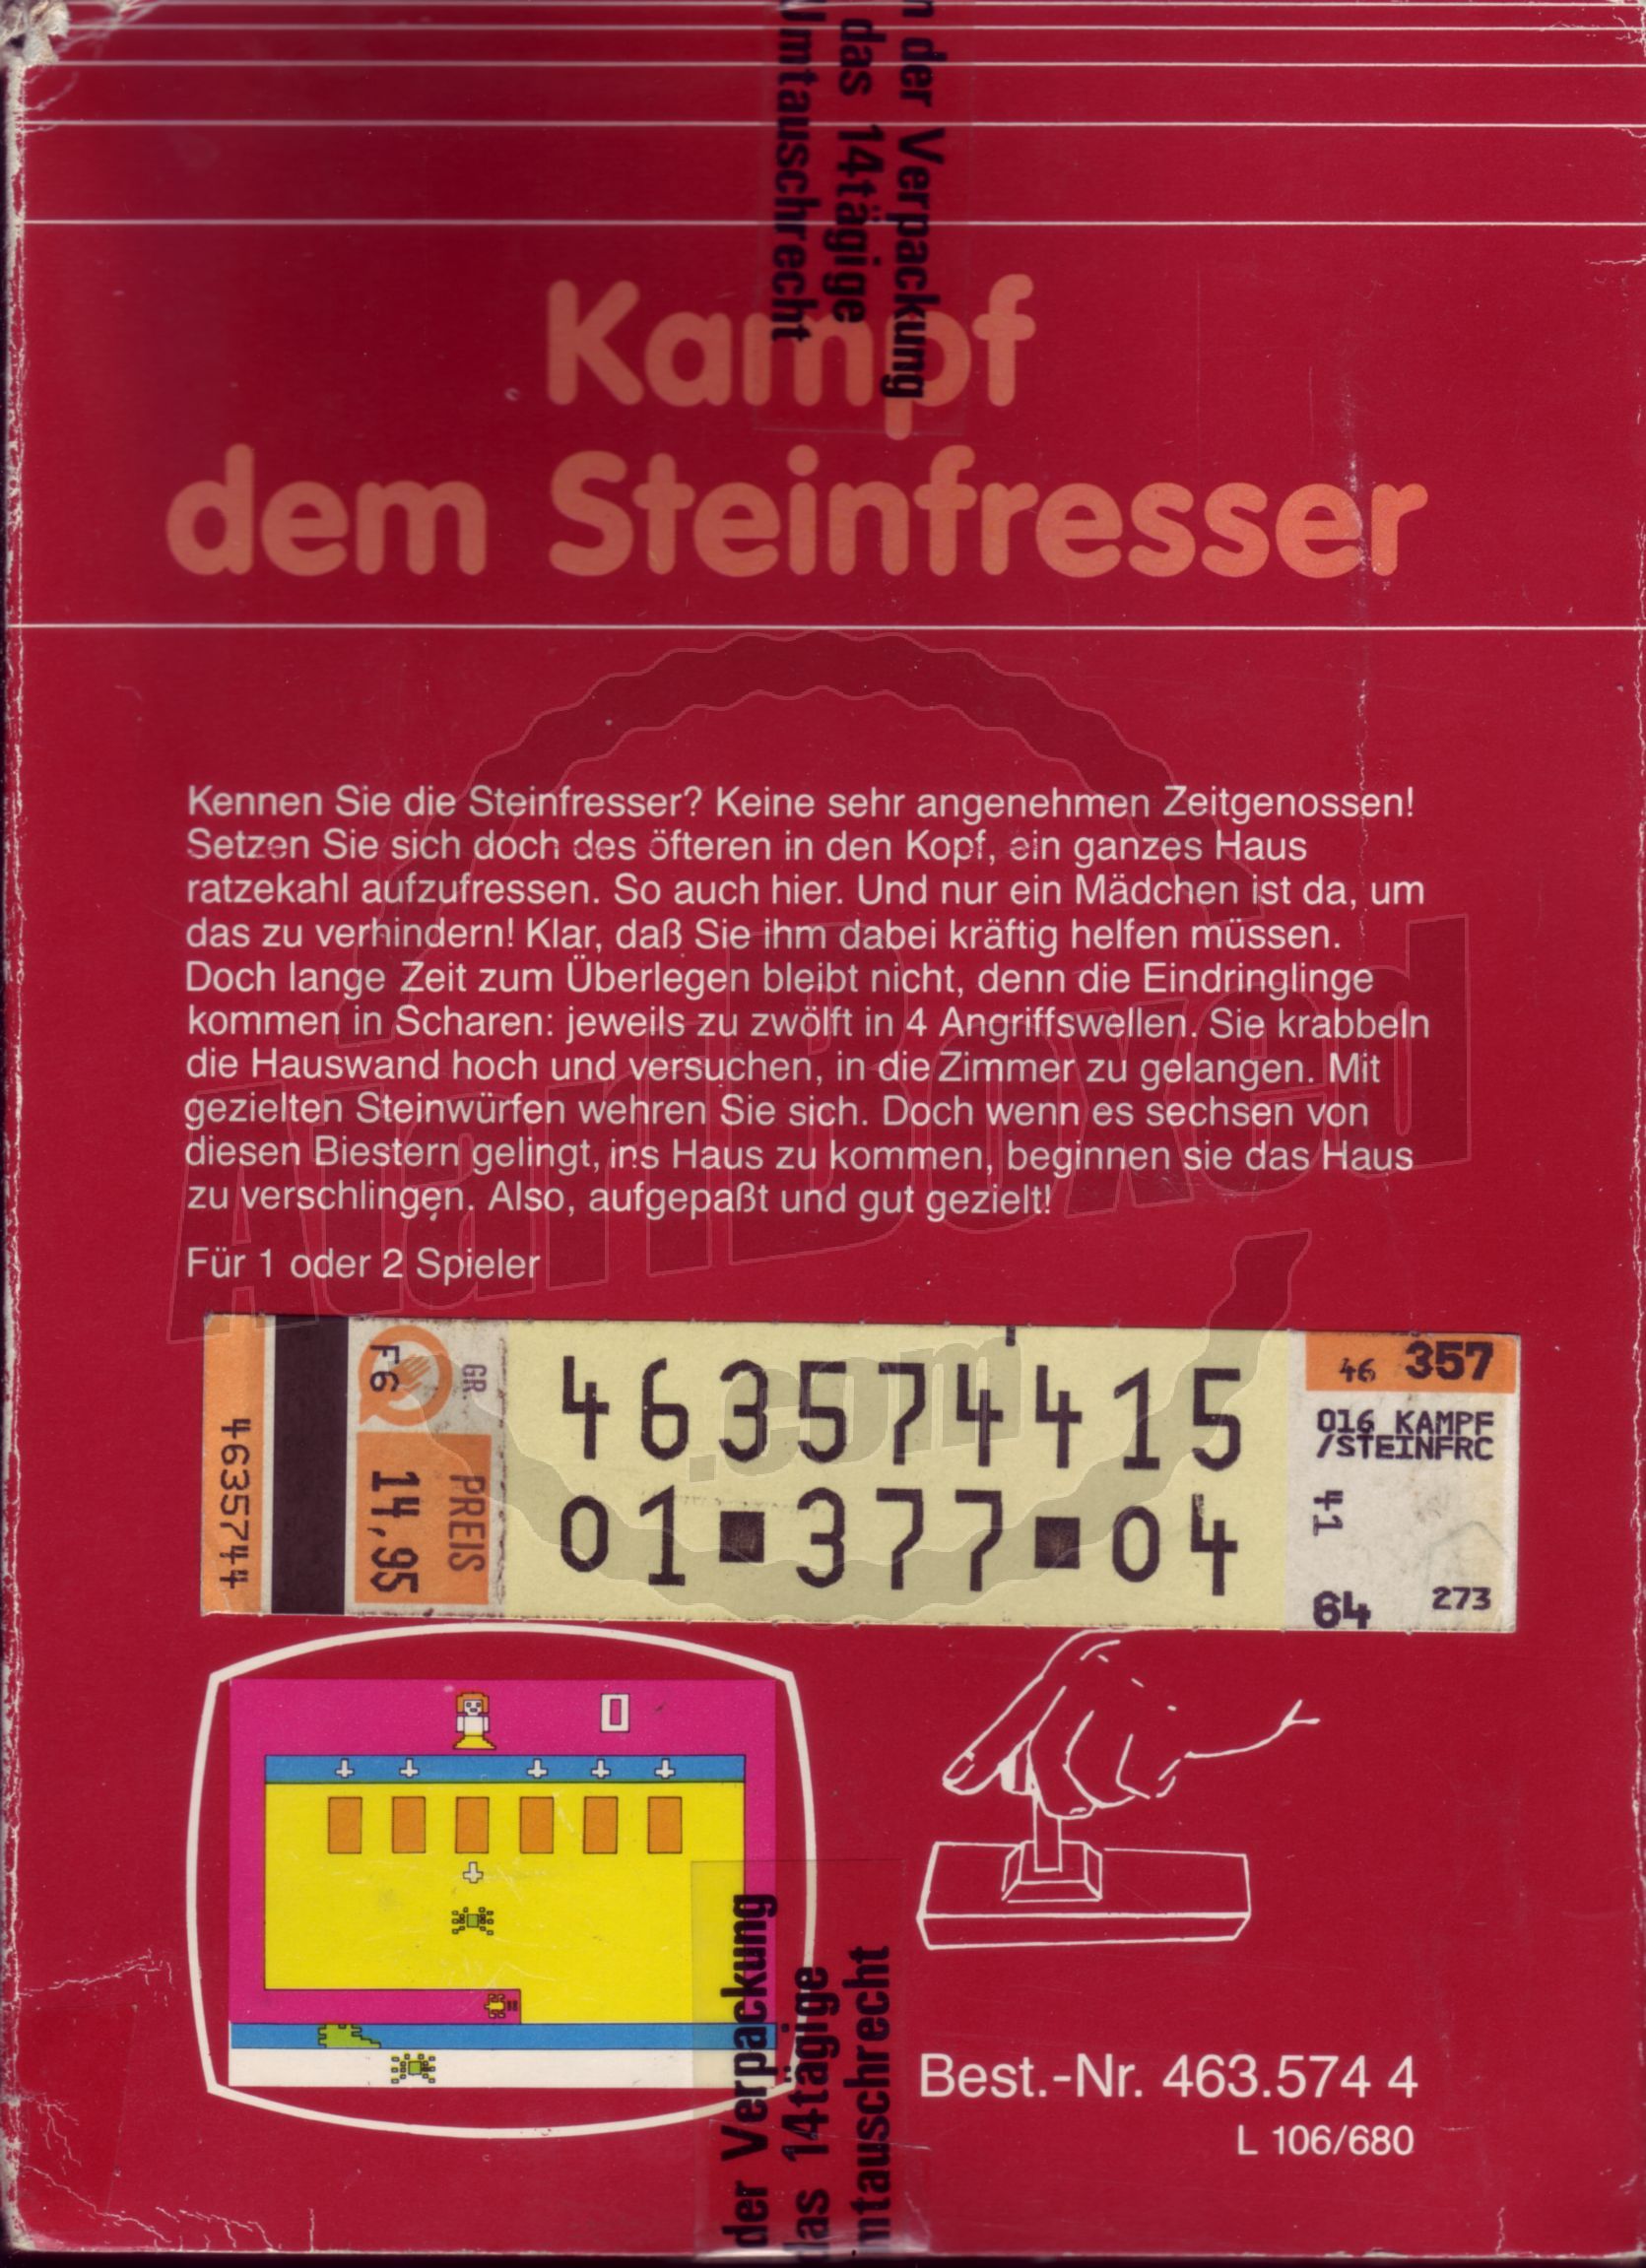 n der Verpackung
das 14tägige
Umtauschrecht
Kampf
dem Steinfresser
Kennen Sie die Steinfresser? Keine sehr angenehmen Zeitgenossen!
Setzen Sie sich doch des öfteren in den Kopf, ein ganzes Haus
ratzekahl aufzufressen. So auch hier. Und nur ein Mädchen ist da, um
das zu verhindern! Klar, daß Sie ihm dabei kräftig helfen müssen.
Doch lange Zeit zum Überlegen bleibt nicht, denn die Eindringlinge
kommen in Scharen: jeweils zu zwölft in 4 Angriffswellen. Sie krabbeln
die Hauswand hoch und versuchen, in die Zimmer zu gelangen. Mit
gezielten Steinwürfen wehren Sie sich. Doch wenn es sechsen von
diesen Biestern gelingt, ins Haus zu kommen, beginnen sie das Haus
zu verschlingen. Also, aufgepaßt und gut gezielt!
Für 1 oder 2 Spieler
AtariBoxed
.com
4635744
F6
GR.
PREIS
14,95
463574415
01■377■04
46 357
016 KAMPF
/STEINFRC
41
64 273
0
der Verpackung
das 14tägige
mtauschrecht
Best.-Nr. 463.574 4
L 106/680